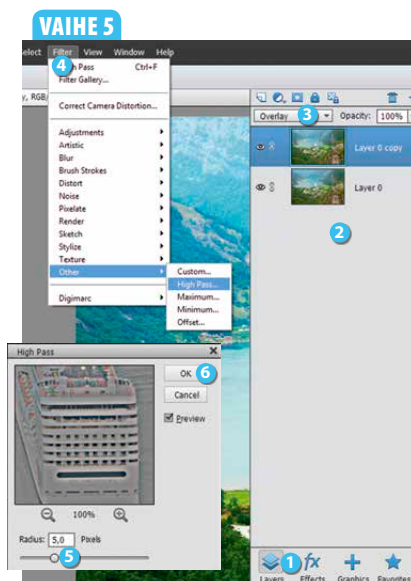 VAIHE 5
Filter View Window Help
4
Pass Ctrl+F
Filter Gallery...
Correct Camera Distortion...
Adjustments
Artistic
Blur
Brush Strokes
Distort
Noise
Pixelate
Render
Sketch
Stylize
Texture
Other
Digimarc
Custom...
High Pass...
Maximum...
Minimum...
Offset...
Overlay 3 Opacity: 100%
Layer 0 copy
Layer 0
2
High Pass
OK 6
Cancel
Preview
100%
Radius: 5,0 Pixels
5
1
Layers Effects Graphics Favorites